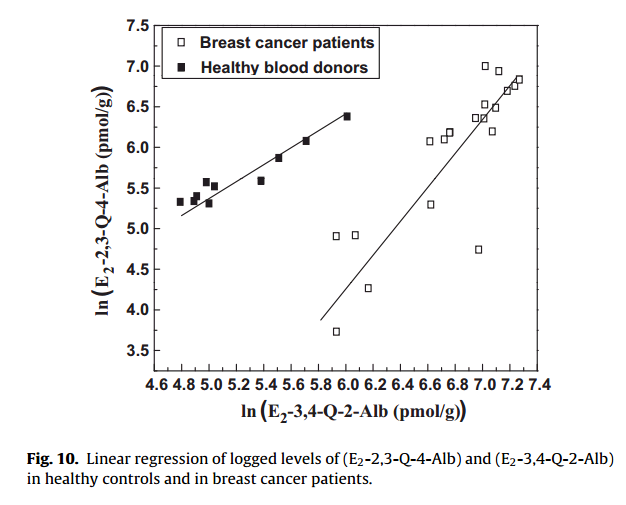 7.5
Breast cancer patients
7.0
Healthy blood donors
6.5
6.0
5.5
5.0
4.5
4.0
3.5
ln (E₂-2,3-Q-4-Alb (pmol/g))
4.6 4.8 5.0 5.2 5.4 5.6 5.8 6.0 6.2 6.4 6.6 6.8 7.0 7.2 7.4
ln (E₂-3,4-Q-2-Alb (pmol/g))
Fig. 10. Linear regression of logged levels of (E₂-2,3-Q-4-Alb) and (E₂-3,4-Q-2-Alb)
in healthy controls and in breast cancer patients.